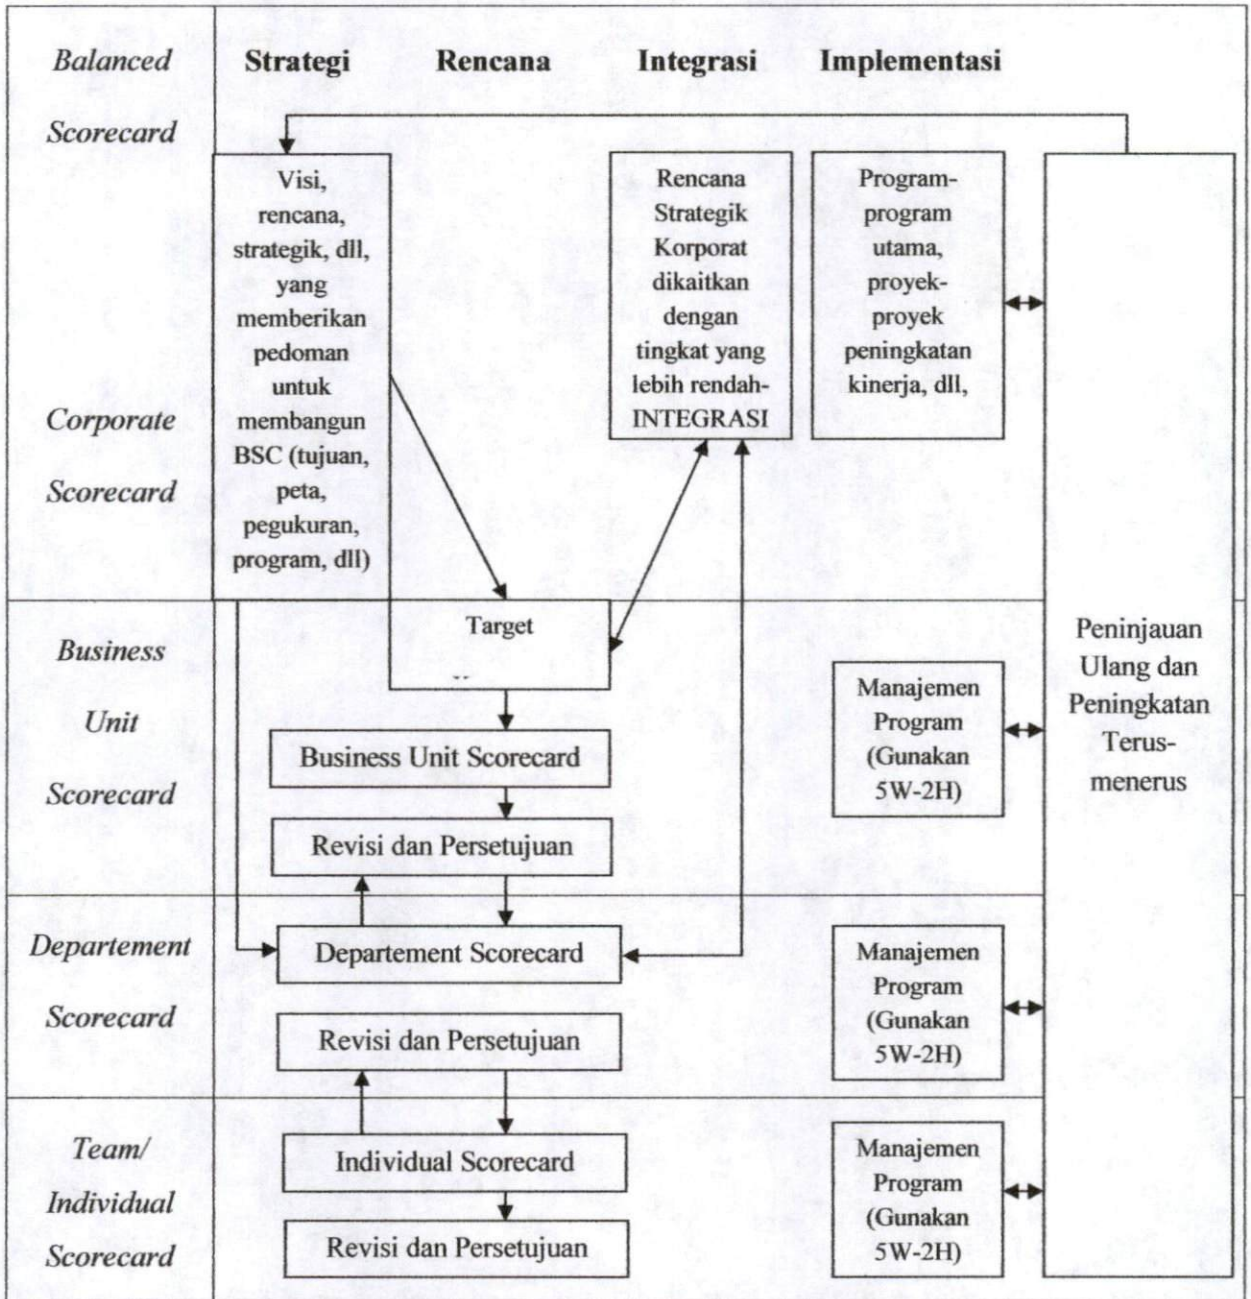 Balanced
Scorecard
Strategi
Rencana
Integrasi
Implementasi
Corporate
Scorecard
Visi,
rencana,
strategik, dll,
yang
memberikan
pedoman
untuk
membangun
BSC (tujuan,
peta,
pegukuran,
program, dll)
Rencana
Strategik
Korporat
dikaitkan
dengan
tingkat yang
lebih rendah-
INTEGRASI
Program-
program
utama,
proyek-
proyek
peningkatan
kinerja, dll,
Peninjauan
Ulang dan
Peningkatan
Terus-
menerus
Business
Unit
Scorecard
Target
Business Unit Scorecard
Revisi dan Persetujuan
Manajemen
Program
(Gunakan
5W-2H)
Departement
Scorecard
Departement Scorecard
Revisi dan Persetujuan
Manajemen
Program
(Gunakan
5W-2H)
Team/
Individual
Scorecard
Individual Scorecard
Revisi dan Persetujuan
Manajemen
Program
(Gunakan
5W-2H)